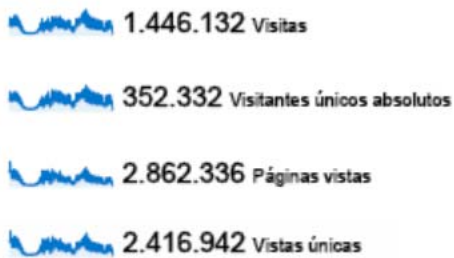 1.446.132 Visitas
352.332 Visitantes únicos absolutos
2.862.336 Páginas vistas
2.416.942 Vistas únicas